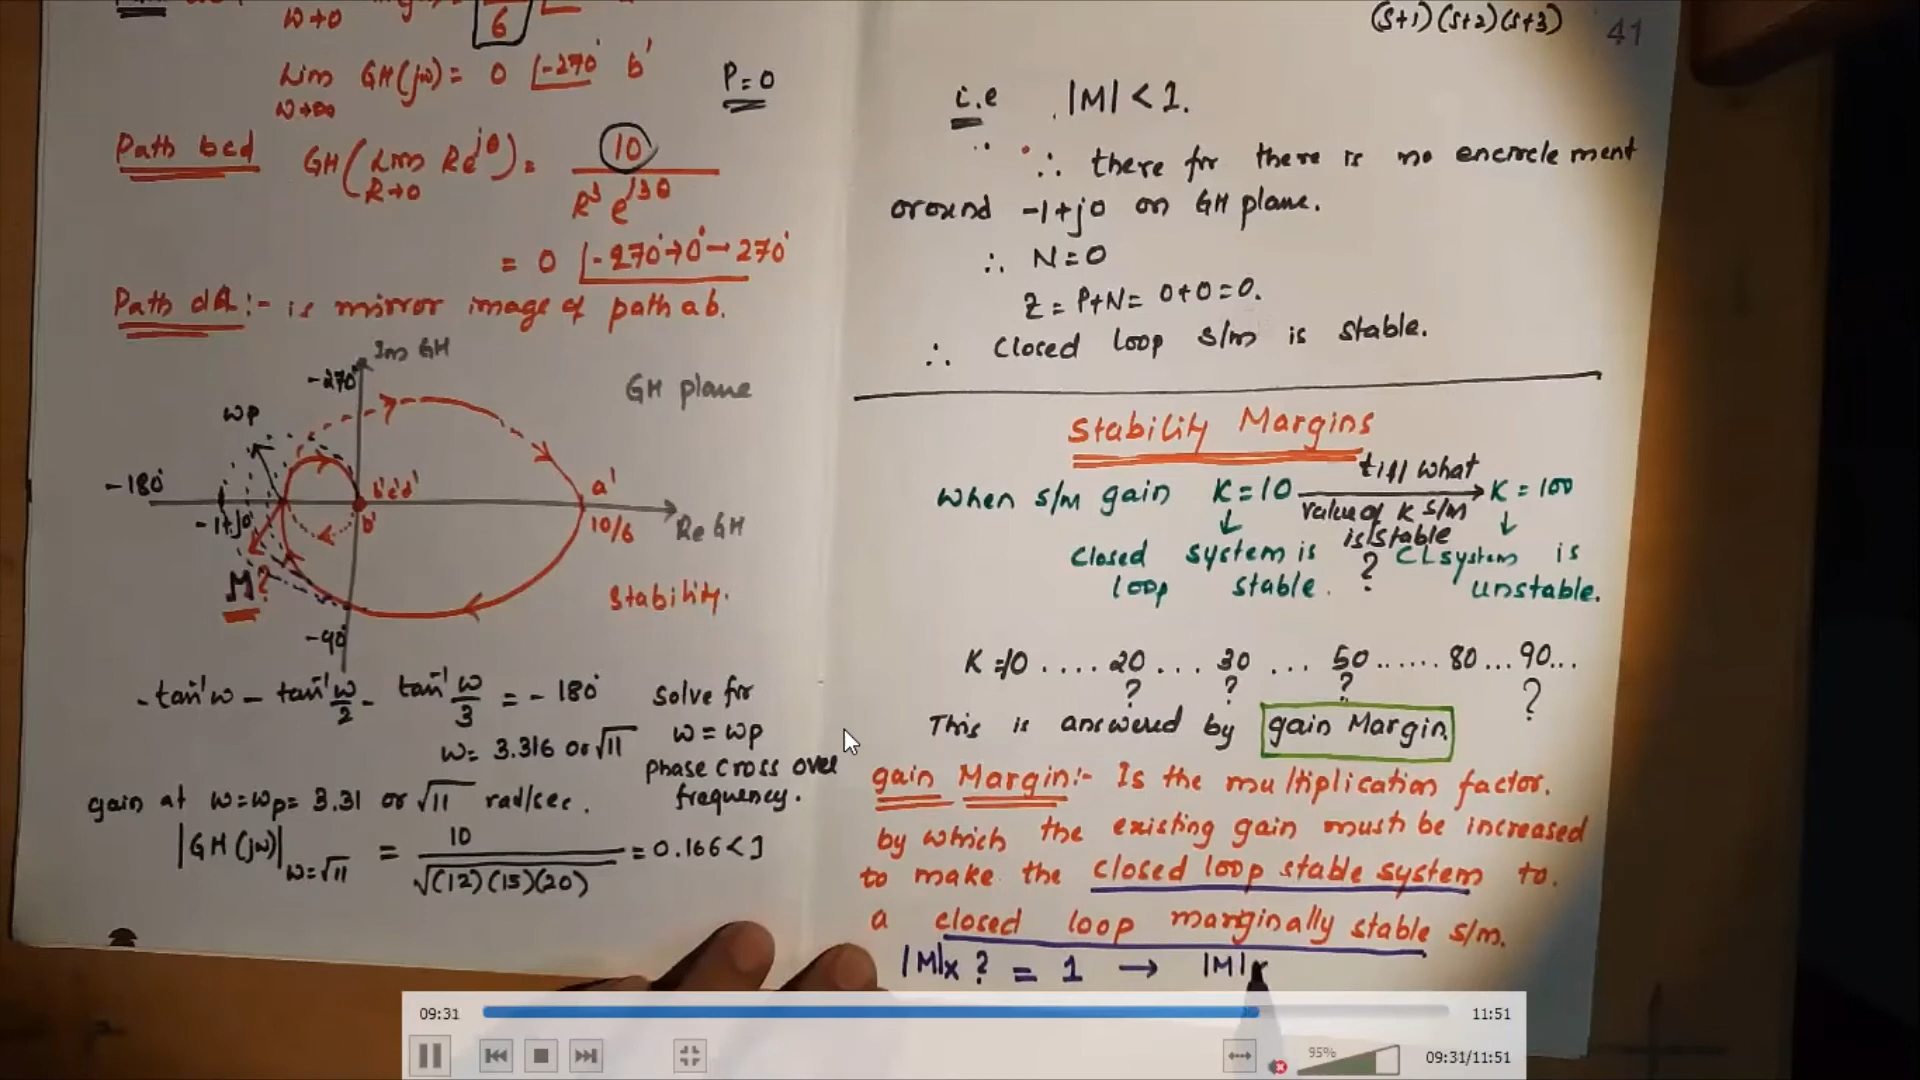 ω→0
6
Lim GH(jω) = 0 ∠-270° b'
ω→∞
P=0
Path bcd GH(Lim Re^jθ) = 10
R→0 R³ e^j3θ
= 0 ∠-270°→0°→270°
Path da :- is mirror image of path ab.
Im GH
-270°
GH plane
ωp
-180°
b'c'd'
a'
-1+j0
b'
10/6
Re GH
M?
Stability.
-90°
-tan⁻¹ω - tan⁻¹ω/2 - tan⁻¹ω/3 = -180° solve for
ω = 3.316 or √11 ω = ωp
phase cross over
frequency.
gain at ω=ωp= 3.31 or √11 rad/sec.
|GH(jω)| ω=√11 = 10 / √(12)(15)(20) = 0.166<1
(s+1)(s+2)(s+3)
41
i.e |M| < 1.
∴ there for there is no encirclement
around -1+j0 on GH plane.
∴ N=0
Z = P+N = 0+0=0.
∴ Closed loop s/m is stable.
Stability Margins
till what
when s/m gain K=10 → K = 100
value of K s/m
is stable
?
Closed system is CL system is
loop stable. unstable.
K=10 .... 20 ... 30 ... 50 ...... 80 ... 90...
? ? ? ?
This is answered by gain Margin.
gain Margin:- Is the multiplication factor.
by which the existing gain must be increased
to make the closed loop stable system to.
a closed loop marginally stable s/m.
|M|x ? = 1 → |M|x
09:31
11:51
95%
09:31/11:51